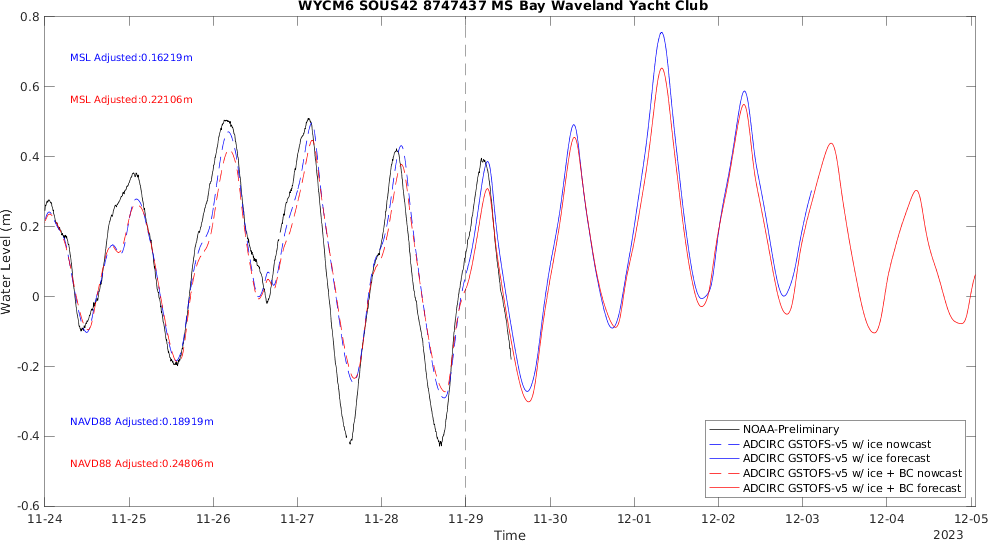 WYCM6 SOUS42 8747437 MS Bay Waveland Yacht Club
0.8
MSL Adjusted:0.16219m
0.6
MSL Adjusted:0.22106m
0.4
0.2
Water Level (m)
0
-0.2
NAVD88 Adjusted:0.18919m
-0.4
NAVD88 Adjusted:0.24806m
-0.6
NOAA-Preliminary
ADCIRC GSTOFS-v5 w/ ice nowcast
ADCIRC GSTOFS-v5 w/ ice forecast
ADCIRC GSTOFS-v5 w/ ice + BC nowcast
ADCIRC GSTOFS-v5 w/ ice + BC forecast
11-24 11-25 11-26 11-27 11-28 11-29 11-30 12-01 12-02 12-03 12-04 12-05
Time
2023